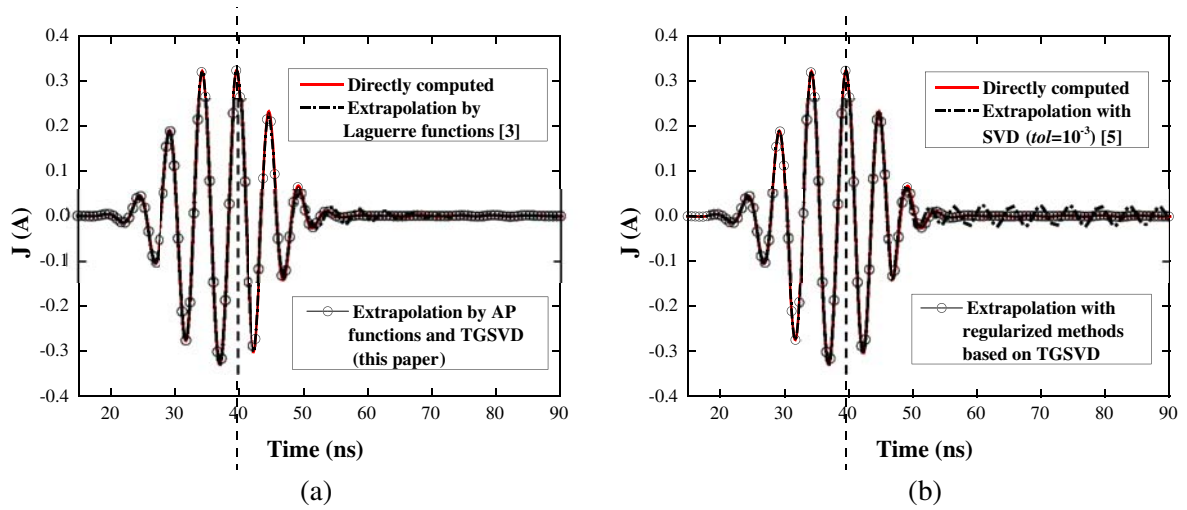 0.4
0.3
0.2
0.1
0.0
-0.1
-0.2
-0.3
-0.4
J (A)
Directly computed
Extrapolation by
Laguerre functions [3]
Extrapolation by AP
functions and TGSVD
(this paper)
20 30 40 50 60 70 80 90
Time (ns)
(a)
0.4
0.3
0.2
0.1
0.0
-0.1
-0.2
-0.3
-0.4
J (A)
Directly computed
Extrapolation with
SVD (tol=10⁻³) [5]
Extrapolation with
regularized methods
based on TGSVD
20 30 40 50 60 70 80 90
Time (ns)
(b)